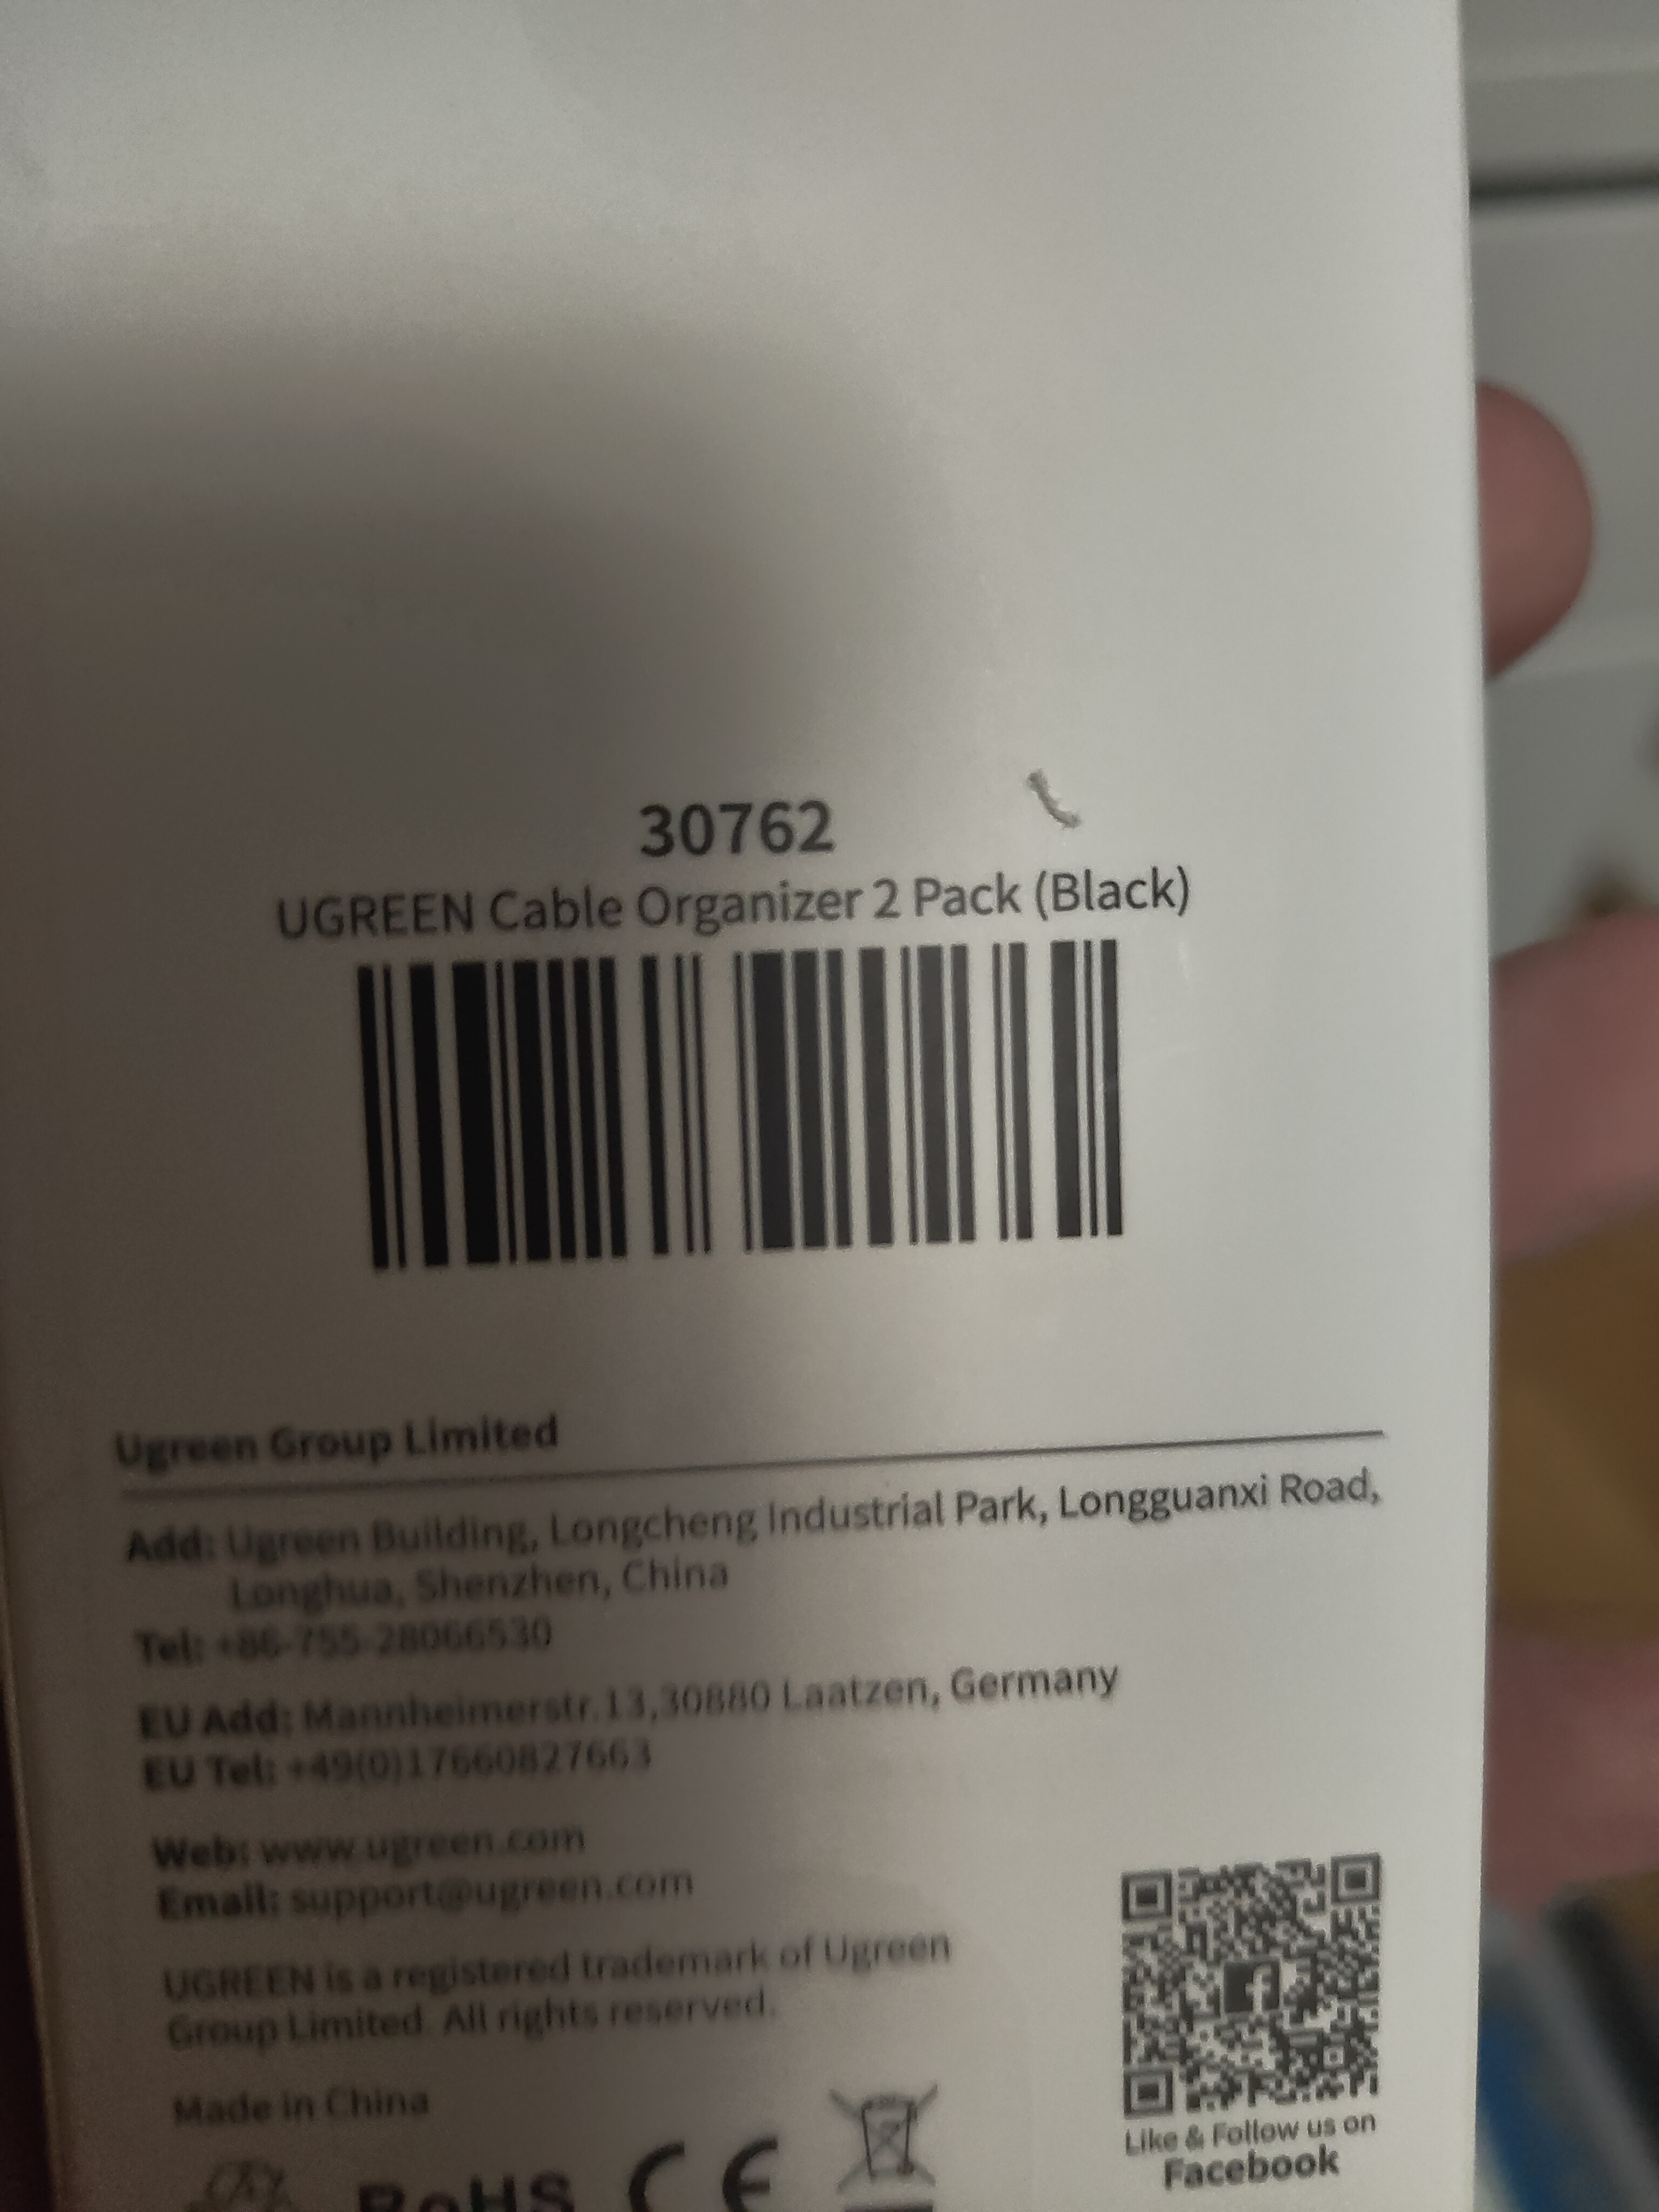 30762
UGREEN Cable Organizer 2 Pack (Black)
Ugreen Group Limited
Add: Ugreen Building, Longcheng Industrial Park, Longguanxi Road,
Longhua, Shenzhen, China
Tel: +86-755-28066530
EU Add: Mannheimerstr.13,30880 Laatzen, Germany
EU Tel: +49(0)17660827663
Web: www.ugreen.com
Email: support@ugreen.com
UGREEN is a registered trademark of Ugreen
Group Limited. All rights reserved.
Made in China
RoHS CE
Like & Follow us on
Facebook